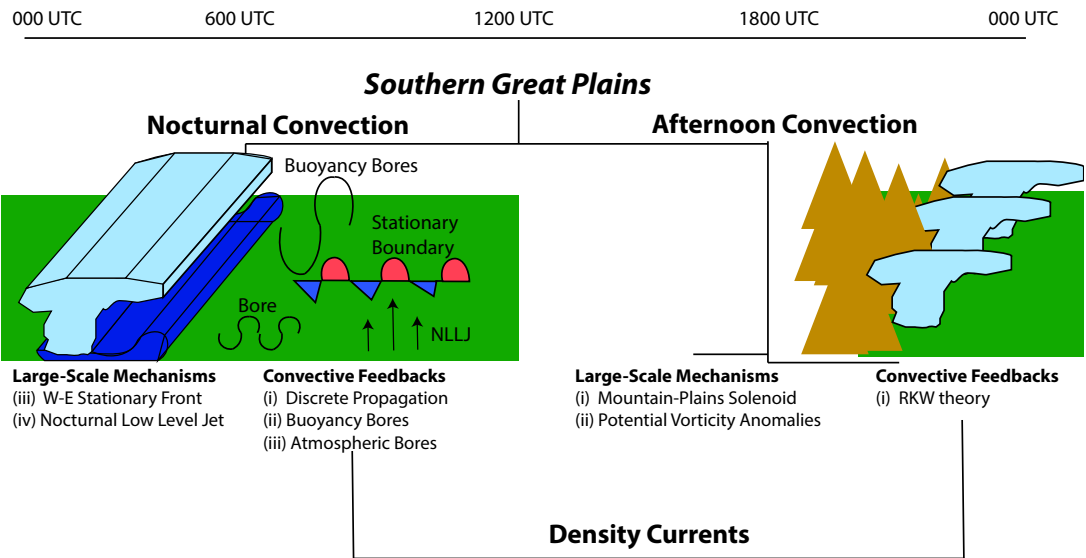 000 UTC 600 UTC 1200 UTC 1800 UTC 000 UTC
Southern Great Plains
Nocturnal Convection
Afternoon Convection
Buoyancy Bores
Stationary
Boundary
Bore
NLLJ
Large-Scale Mechanisms
(iii) W-E Stationary Front
(iv) Nocturnal Low Level Jet
Convective Feedbacks
(i) Discrete Propagation
(ii) Buoyancy Bores
(iii) Atmospheric Bores
Large-Scale Mechanisms
(i) Mountain-Plains Solenoid
(ii) Potential Vorticity Anomalies
Convective Feedbacks
(i) RKW theory
Density Currents